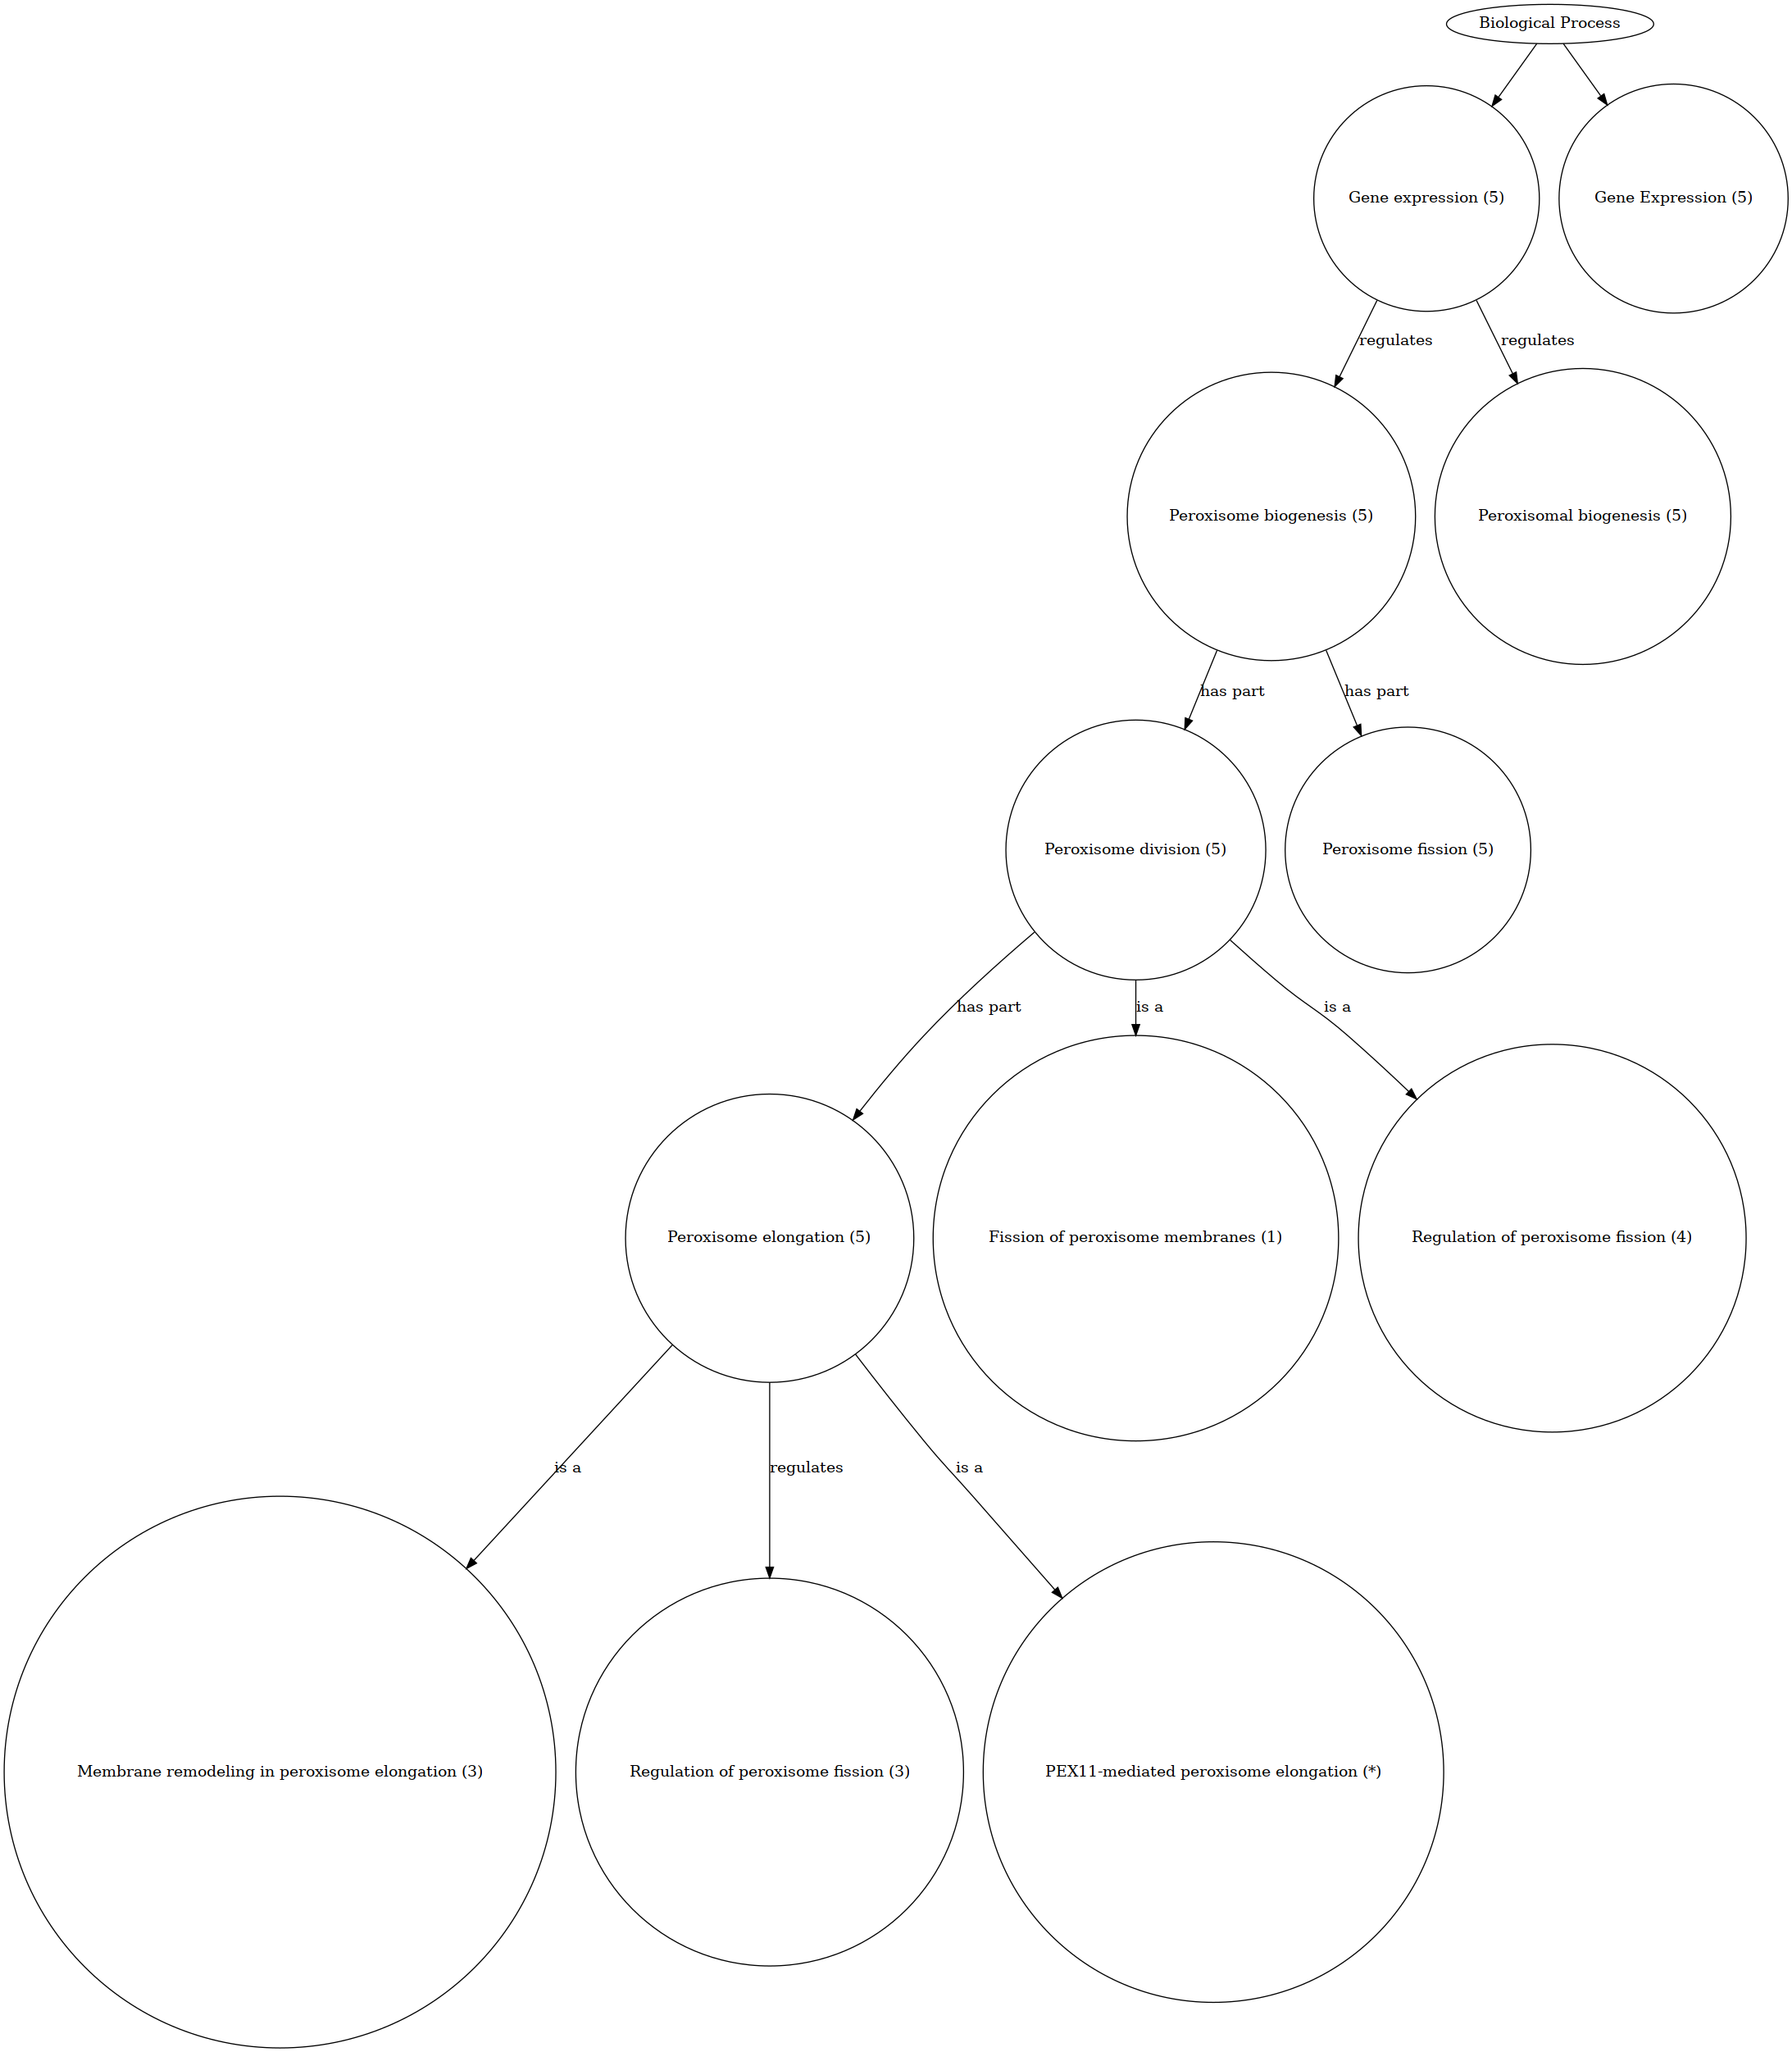 Biological Process
Gene expression (5)
Gene Expression (5)
regulates
regulates
Peroxisome biogenesis (5)
Peroxisomal biogenesis (5)
has part
has part
Peroxisome division (5)
Peroxisome fission (5)
has part
is a
is a
Peroxisome elongation (5)
Fission of peroxisome membranes (1)
Regulation of peroxisome fission (4)
is a
regulates
is a
Membrane remodeling in peroxisome elongation (3)
Regulation of peroxisome fission (3)
PEX11-mediated peroxisome elongation (*)